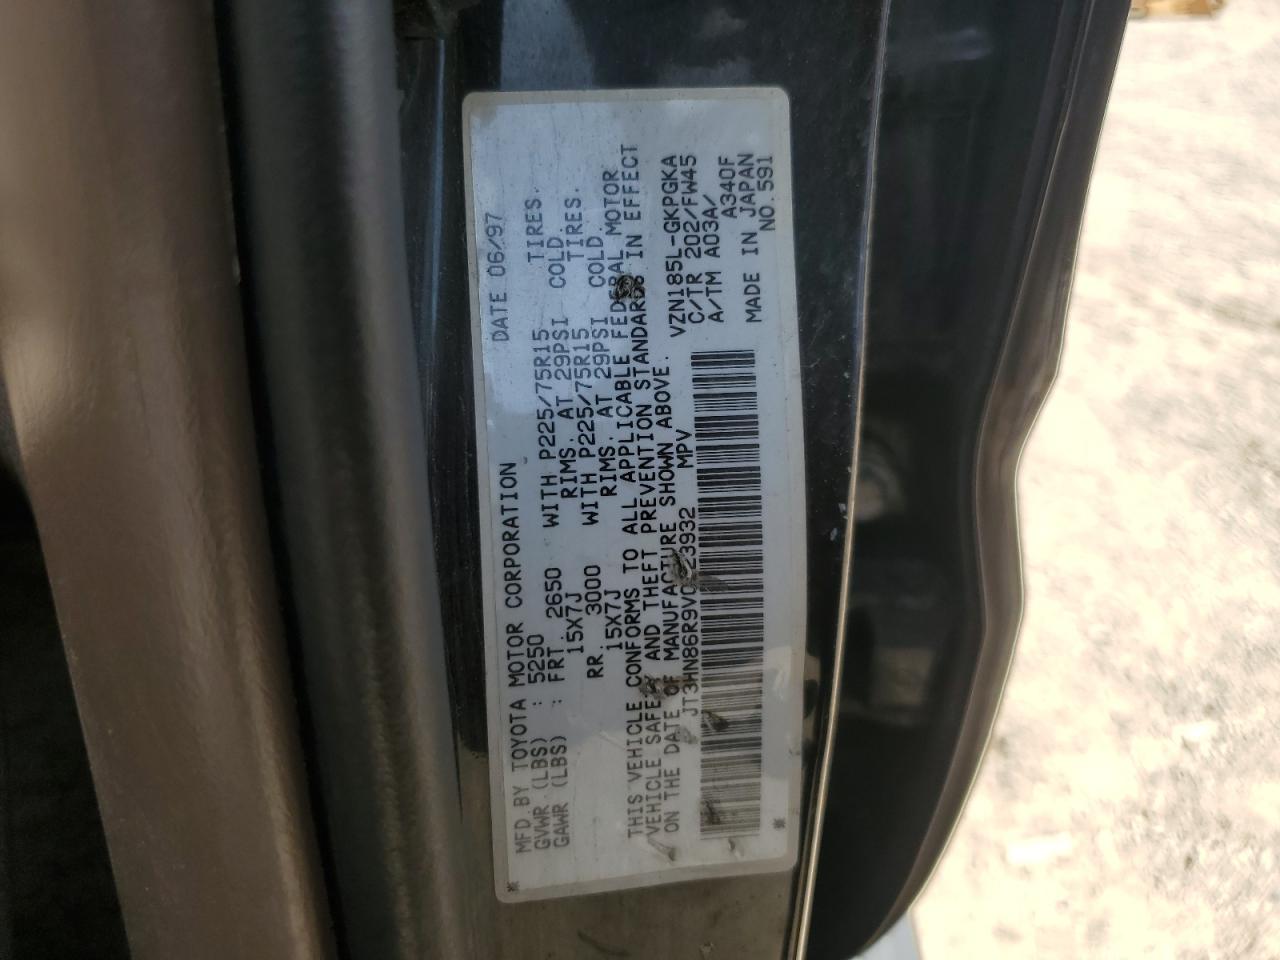 MFD. BY TOYOTA MOTOR CORPORATION DATE 06/97
GVWR (LBS) : 5250 WITH P225/75R15 TIRES.
GAWR (LBS) : FRT. 2650 15X7J RIMS. AT 29PSI COLD.
RR. 3000 WITH P225/75R15 TIRES.
15X7J RIMS. AT 29PSI COLD.
THIS VEHICLE CONFORMS TO ALL APPLICABLE FEDERAL MOTOR
VEHICLE SAFETY AND THEFT PREVENTION STANDARDS IN EFFECT
ON THE DATE OF MANUFACTURE SHOWN ABOVE.
MPV
VZN185L-GKPGKA
C/TR 202/FW45
A/TM A03A/
A340F
MADE IN JAPAN
NO.591